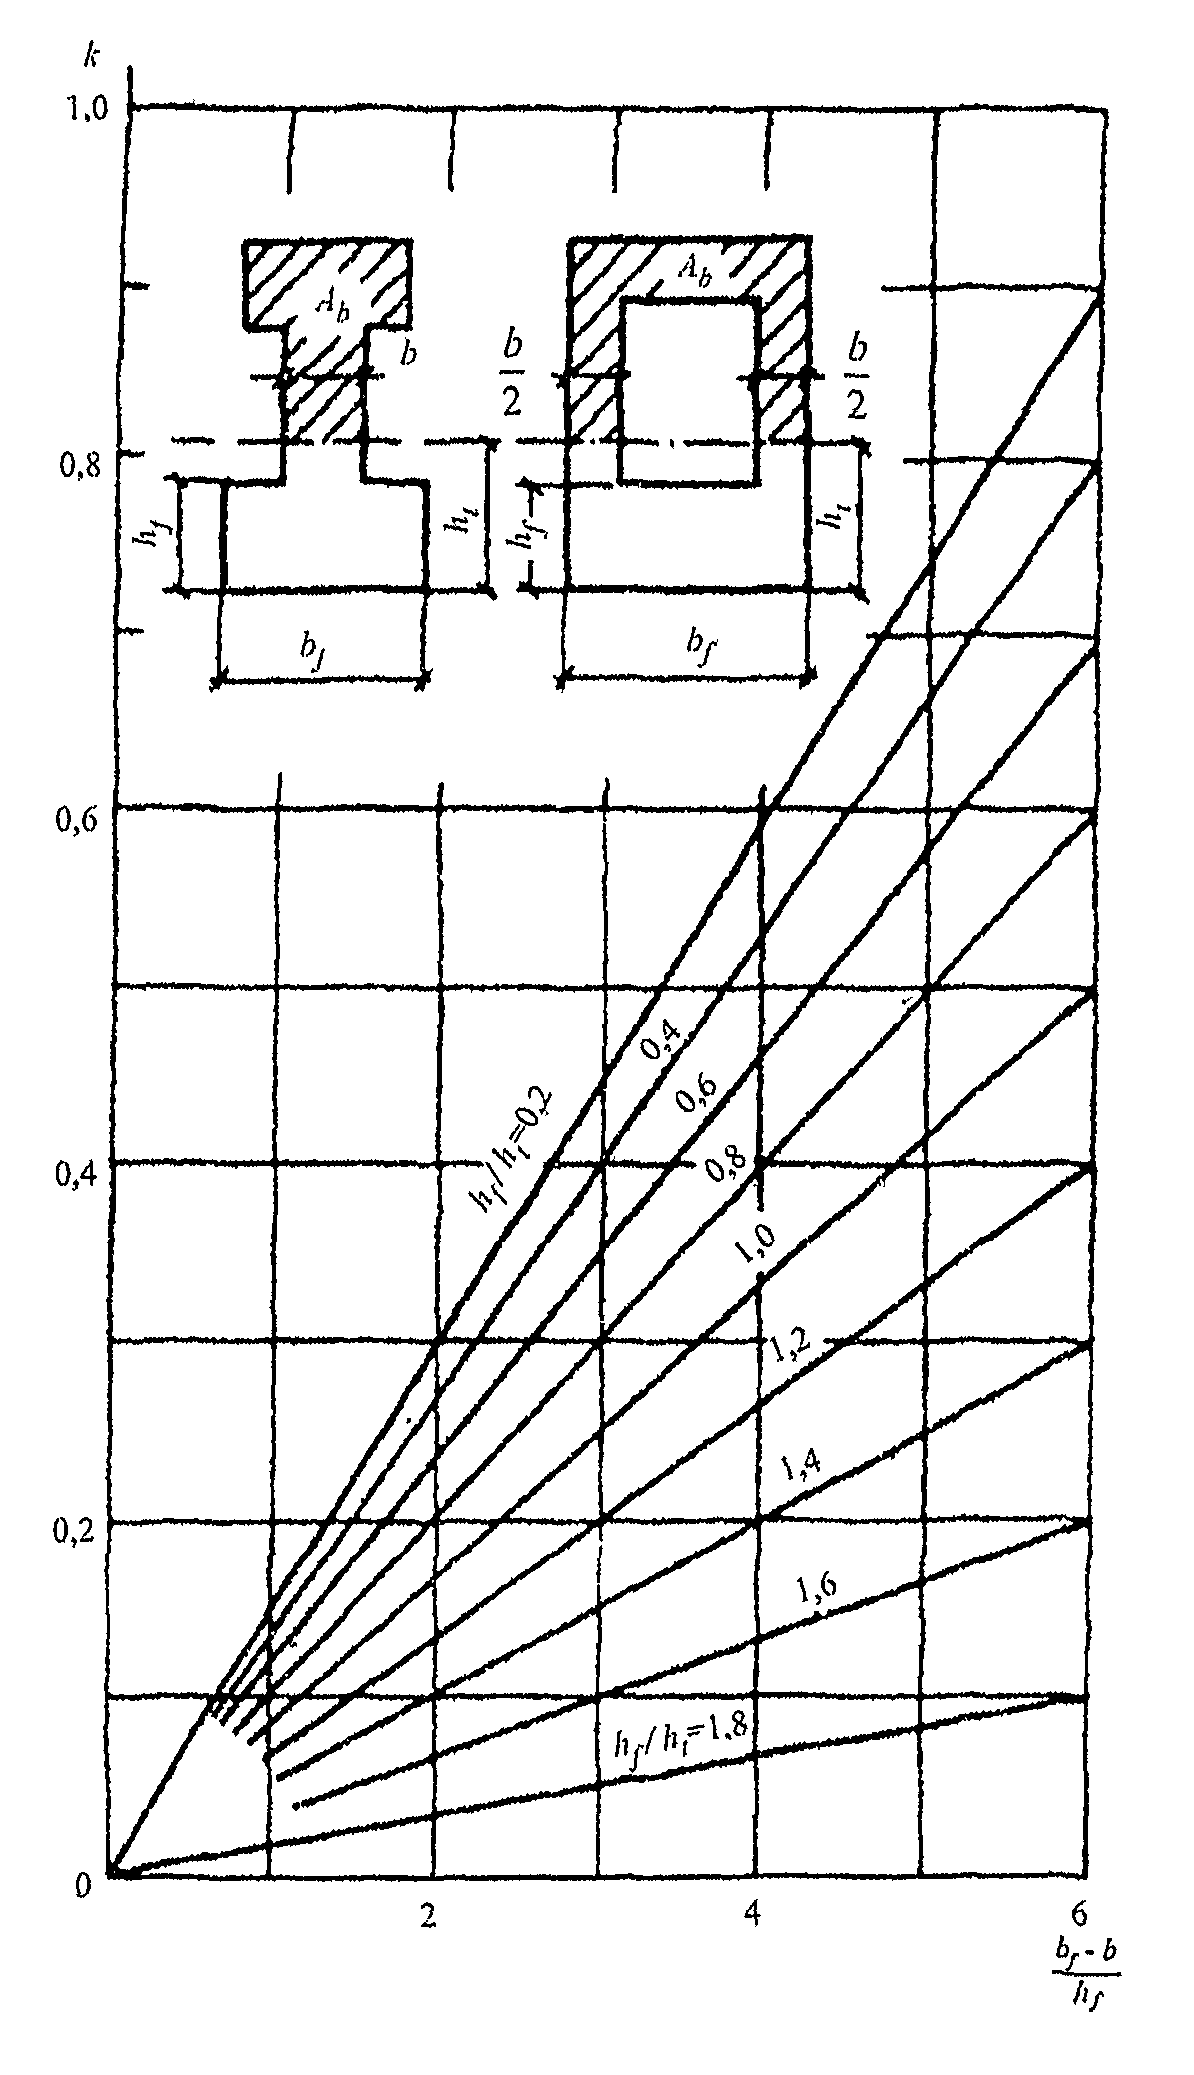 k
1,0
A_b
A_b
b
b/2
b/2
0,8
h_f
h_t
h_f
h_t
b_f
b_f
0,6
0,4
h_f/h_t=0,2
0,6
0,4
0,8
1,0
1,2
1,4
0,2
1,6
h_f/h_t=1,8
0
2
4
6
b_f - b
h_f